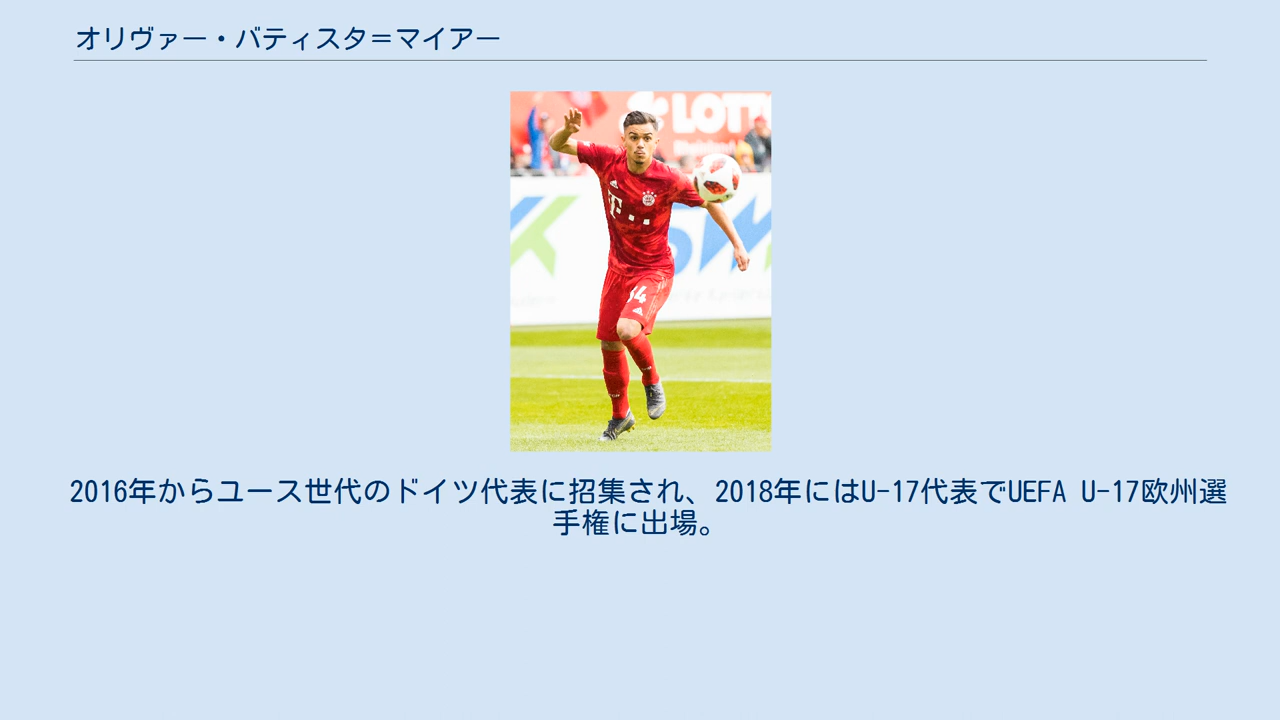 オリヴァー・バティスタ＝マイアー
LOTTO
Rheinland
T
34
2016年からユース世代のドイツ代表に招集され、2018年にはU-17代表でUEFA U-17欧州選
手権に出場。